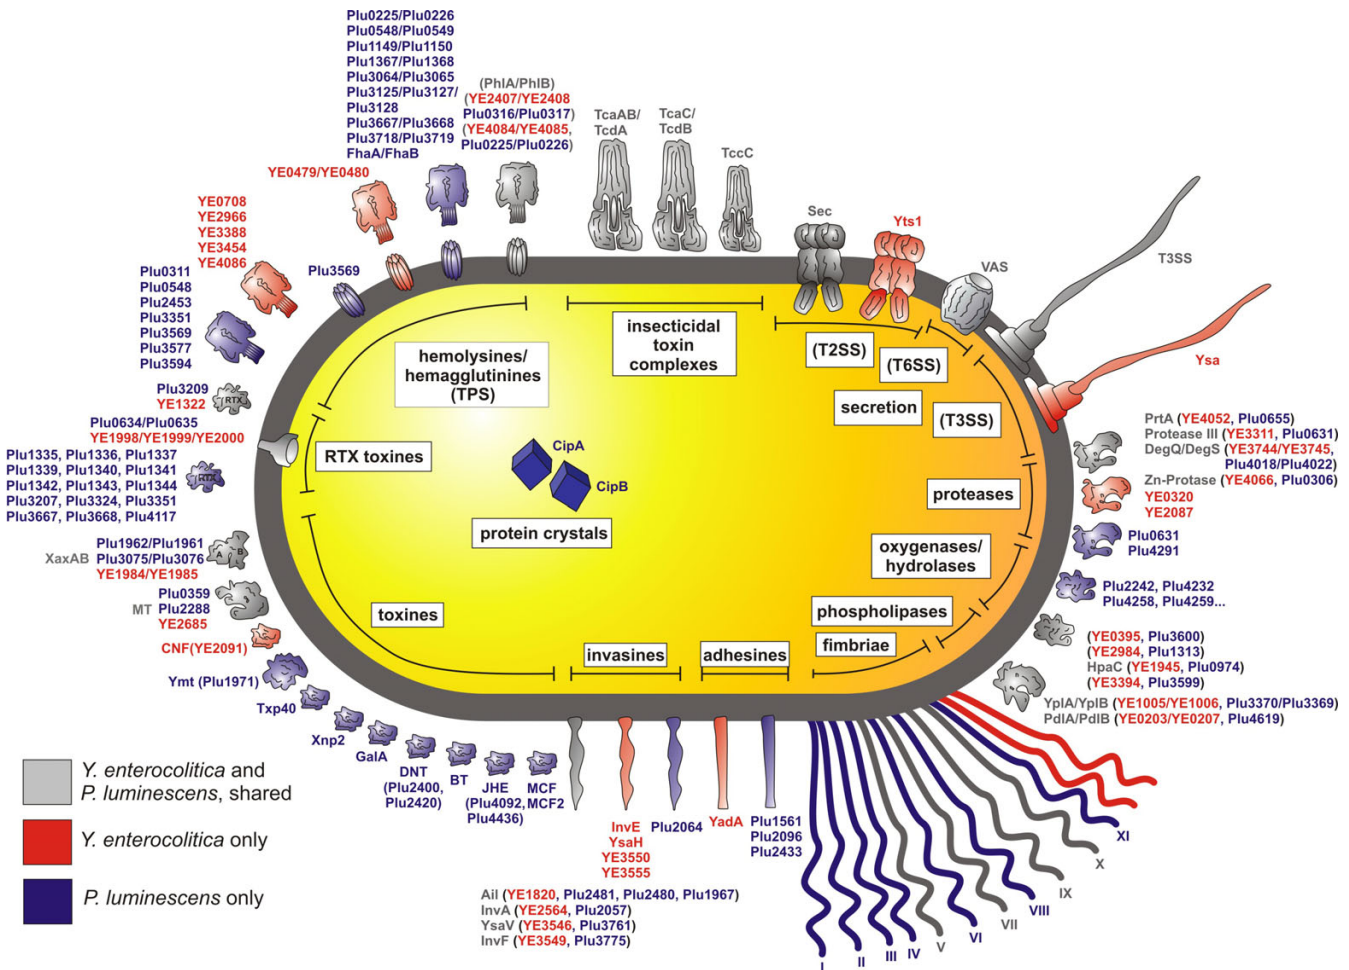 Plu0225/Plu0226
Plu0548/Plu0549
Plu1149/Plu1150
Plu1367/Plu1368
Plu3064/Plu3065
Plu3125/Plu3127/
Plu3128
Plu3667/Plu3668
Plu3718/Plu3719
FhaA/FhaB
(PhlA/PhlB)
(YE2407/YE2408
Plu0316/Plu0317)
(YE4084/YE4085,
Plu0225/Plu0226)
TcaAB/
TcdA
TcaC/
TcdB
TccC
Sec
Yts1
VAS
T3SS
Ysa
YE0479/YE0480
YE0708
YE2966
YE3388
YE3454
YE4086
Plu3569
Plu0311
Plu0548
Plu2453
Plu3351
Plu3569
Plu3577
Plu3594
Plu3209
YE1322
RTX
Plu0634/Plu0635
YE1998/YE1999/YE2000
Plu1335, Plu1336, Plu1337
Plu1339, Plu1340, Plu1341
Plu1342, Plu1343, Plu1344
Plu3207, Plu3324, Plu3351
Plu3667, Plu3668, Plu4117
RTX
XaxAB
Plu1962/Plu1961
Plu3075/Plu3076
YE1984/YE1985
A B
MT
Plu0359
Plu2288
YE2685
CNF(YE2091)
Ymt (Plu1971)
Txp40
Xnp2
GalA
DNT
(Plu2400,
Plu2420)
BT
JHE
(Plu4092,
Plu4436)
MCF
MCF2
hemolysines/
hemagglutinines
(TPS)
insecticidal
toxin
complexes
(T2SS)
(T6SS)
secretion
(T3SS)
RTX toxines
CipA
CipB
protein crystals
proteases
oxygenases/
hydrolases
phospholipases
fimbriae
toxines
invasines
adhesines
PrtA (YE4052, Plu0655)
Protease III (YE3311, Plu0631)
DegQ/DegS (YE3744/YE3745,
Plu4018/Plu4022)
Zn-Protase (YE4066, Plu0306)
YE0320
YE2087
Plu0631
Plu4291
Plu2242, Plu4232
Plu4258, Plu4259...
(YE0395, Plu3600)
(YE2984, Plu1313)
HpaC (YE1945, Plu0974)
(YE3394, Plu3599)
YplA/YplB (YE1005/YE1006, Plu3370/Plu3369)
PdlA/PdlB (YE0203/YE0207, Plu4619)
InvE
YsaH
YE3550
YE3555
Plu2064
YadA
Plu1561
Plu2096
Plu2433
Ail (YE1820, Plu2481, Plu2480, Plu1967)
InvA (YE2564, Plu2057)
YsaV (YE3546, Plu3761)
InvF (YE3549, Plu3775)
I
II
III
IV
V
VI
VII
VIII
IX
X
XI
Y. enterocolitica and
P. luminescens, shared
Y. enterocolitica only
P. luminescens only